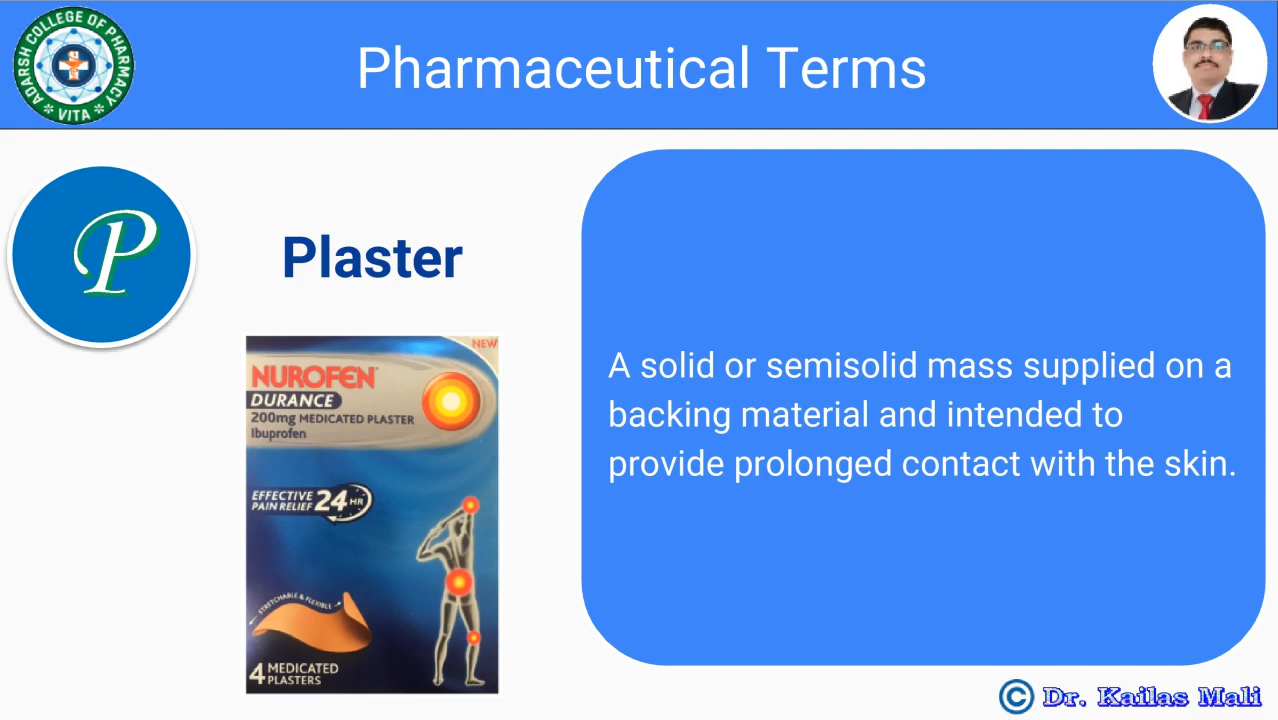 ADARSH COLLEGE OF PHARMACY
VITA
Pharmaceutical Terms
P
Plaster
NEW
NUROFEN
DURANCE
200mg MEDICATED PLASTER
Ibuprofen
EFFECTIVE
PAIN RELIEF 24 HR
STRETCHABLE & FLEXIBLE
4 MEDICATED
PLASTERS
A solid or semisolid mass supplied on a
backing material and intended to
provide prolonged contact with the skin.
© Dr. Kailas Mali